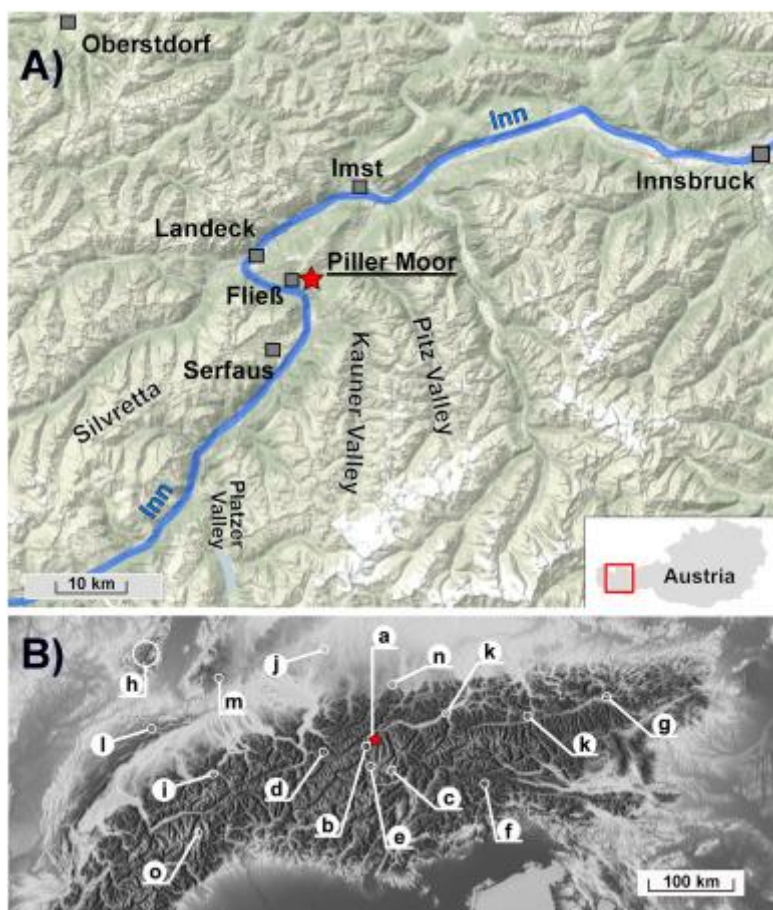 A)
Oberstdorf
Inn
Imst
Innsbruck
Landeck
Piller Moor
Fließ
Serfaus
Silvretta
Kauner Valley
Pitz Valley
Inn
Platzer
Valley
10 km
Austria
B)
a
j
n
k
h
m
g
l
i
d
k
b
e
c
f
o
100 km